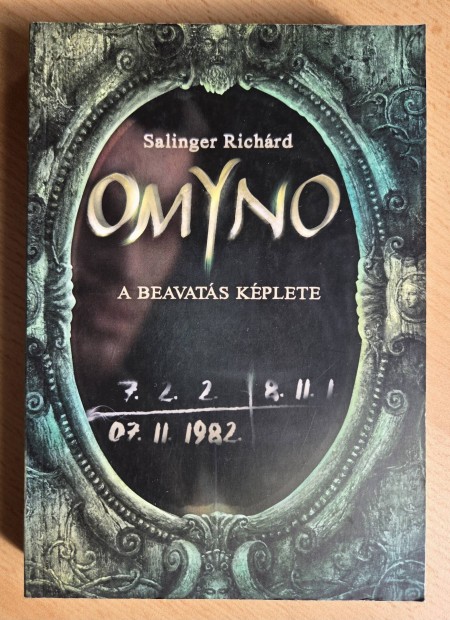 Salinger Richárd
OMYNO
A BEAVATÁS KÉPLETE
7. 2. 2. 8. 11. 1
07. 11. 1982.